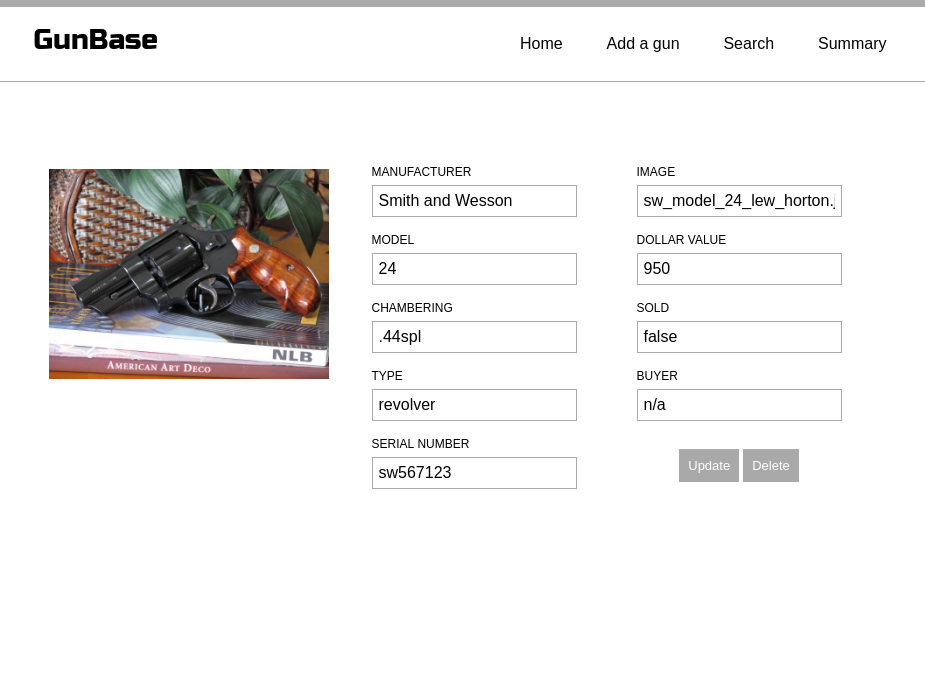 GunBase
Home
Add a gun
Search
Summary
MANUFACTURER
Smith and Wesson
MODEL
24
CHAMBERING
.44spl
TYPE
revolver
SERIAL NUMBER
sw567123
IMAGE
sw_model_24_lew_horton.j
DOLLAR VALUE
950
SOLD
false
BUYER
n/a
Update
Delete
NLB
AMERICAN ART DECO